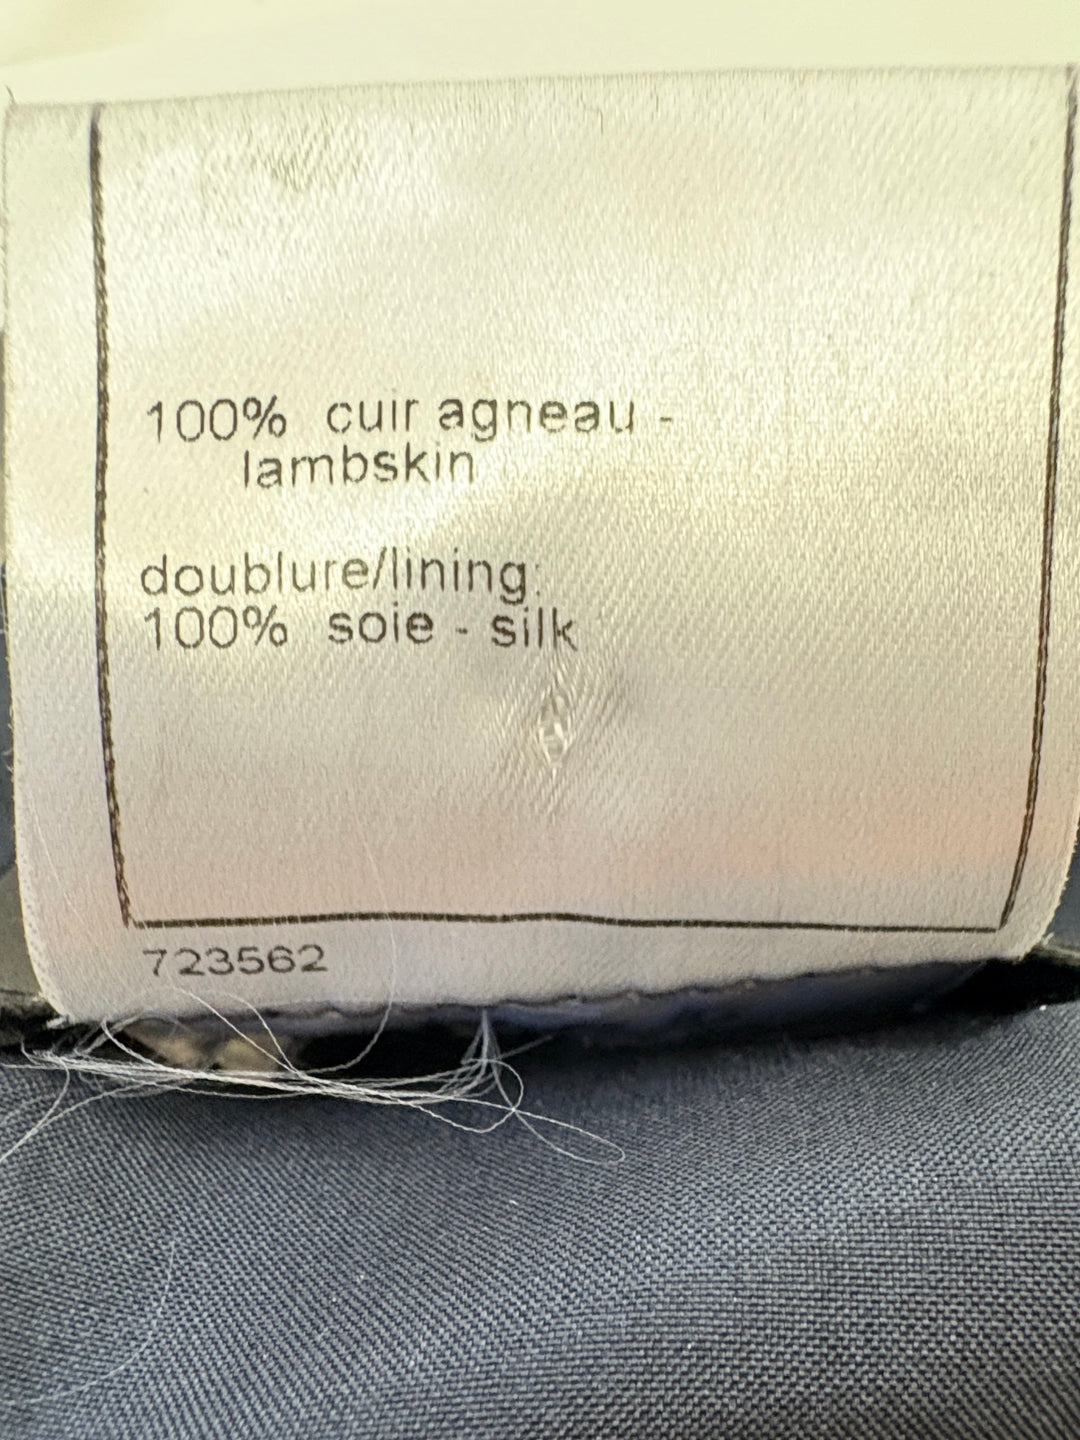 100% cuir agneau -
lambskin
doublure/lining:
100% soie - silk
723562